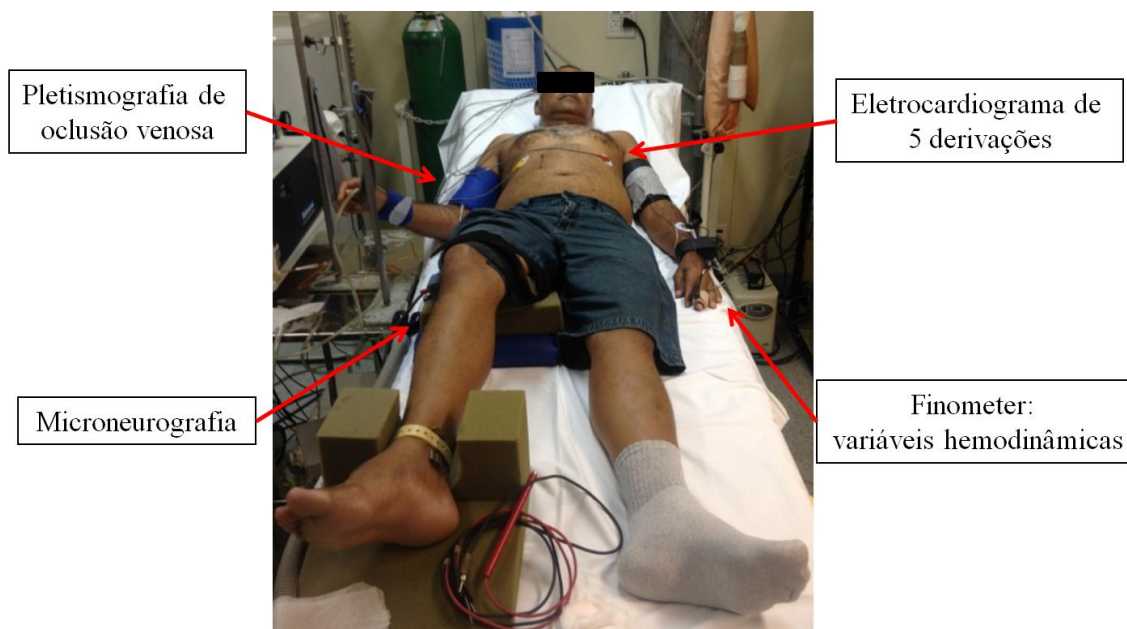 Pletismografia de
oclusão venosa
Eletrocardiograma de
5 derivações
Microneurografia
Finometer:
variáveis hemodinâmicas